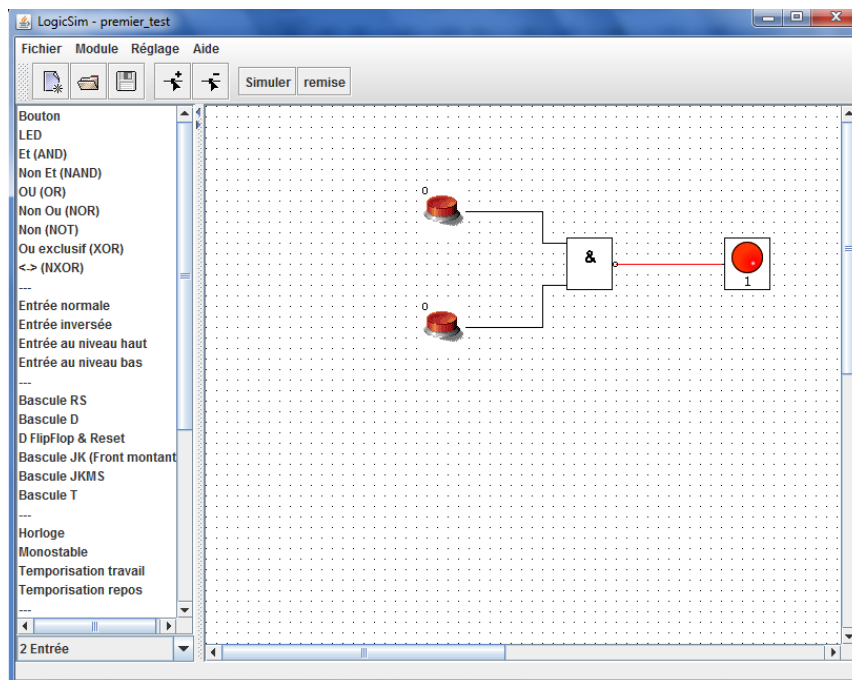 LogicSim - premier_test
Fichier Module Réglage Aide
Simuler remise
Bouton
LED
Et (AND)
Non Et (NAND)
OU (OR)
Non Ou (NOR)
Non (NOT)
Ou exclusif (XOR)
<-> (NXOR)
---
Entrée normale
Entrée inversée
Entrée au niveau haut
Entrée au niveau bas
---
Bascule RS
Bascule D
D FlipFlop & Reset
Bascule JK (Front montant
Bascule JKMS
Bascule T
---
Horloge
Monostable
Temporisation travail
Temporisation repos
---
2 Entrée
0
&
1
0